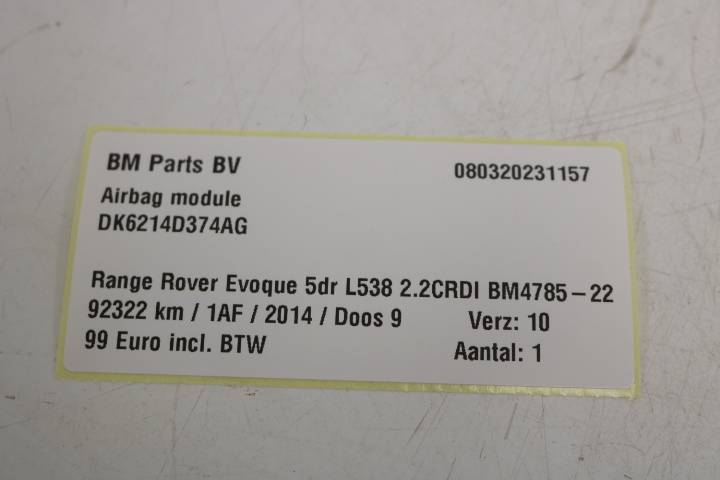 BM Parts BV 080320231157
Airbag module
DK6214D374AG
Range Rover Evoque 5dr L538 2.2CRDI BM4785-22
92322 km / 1AF / 2014 / Doos 9 Verz: 10
99 Euro incl. BTW Aantal: 1